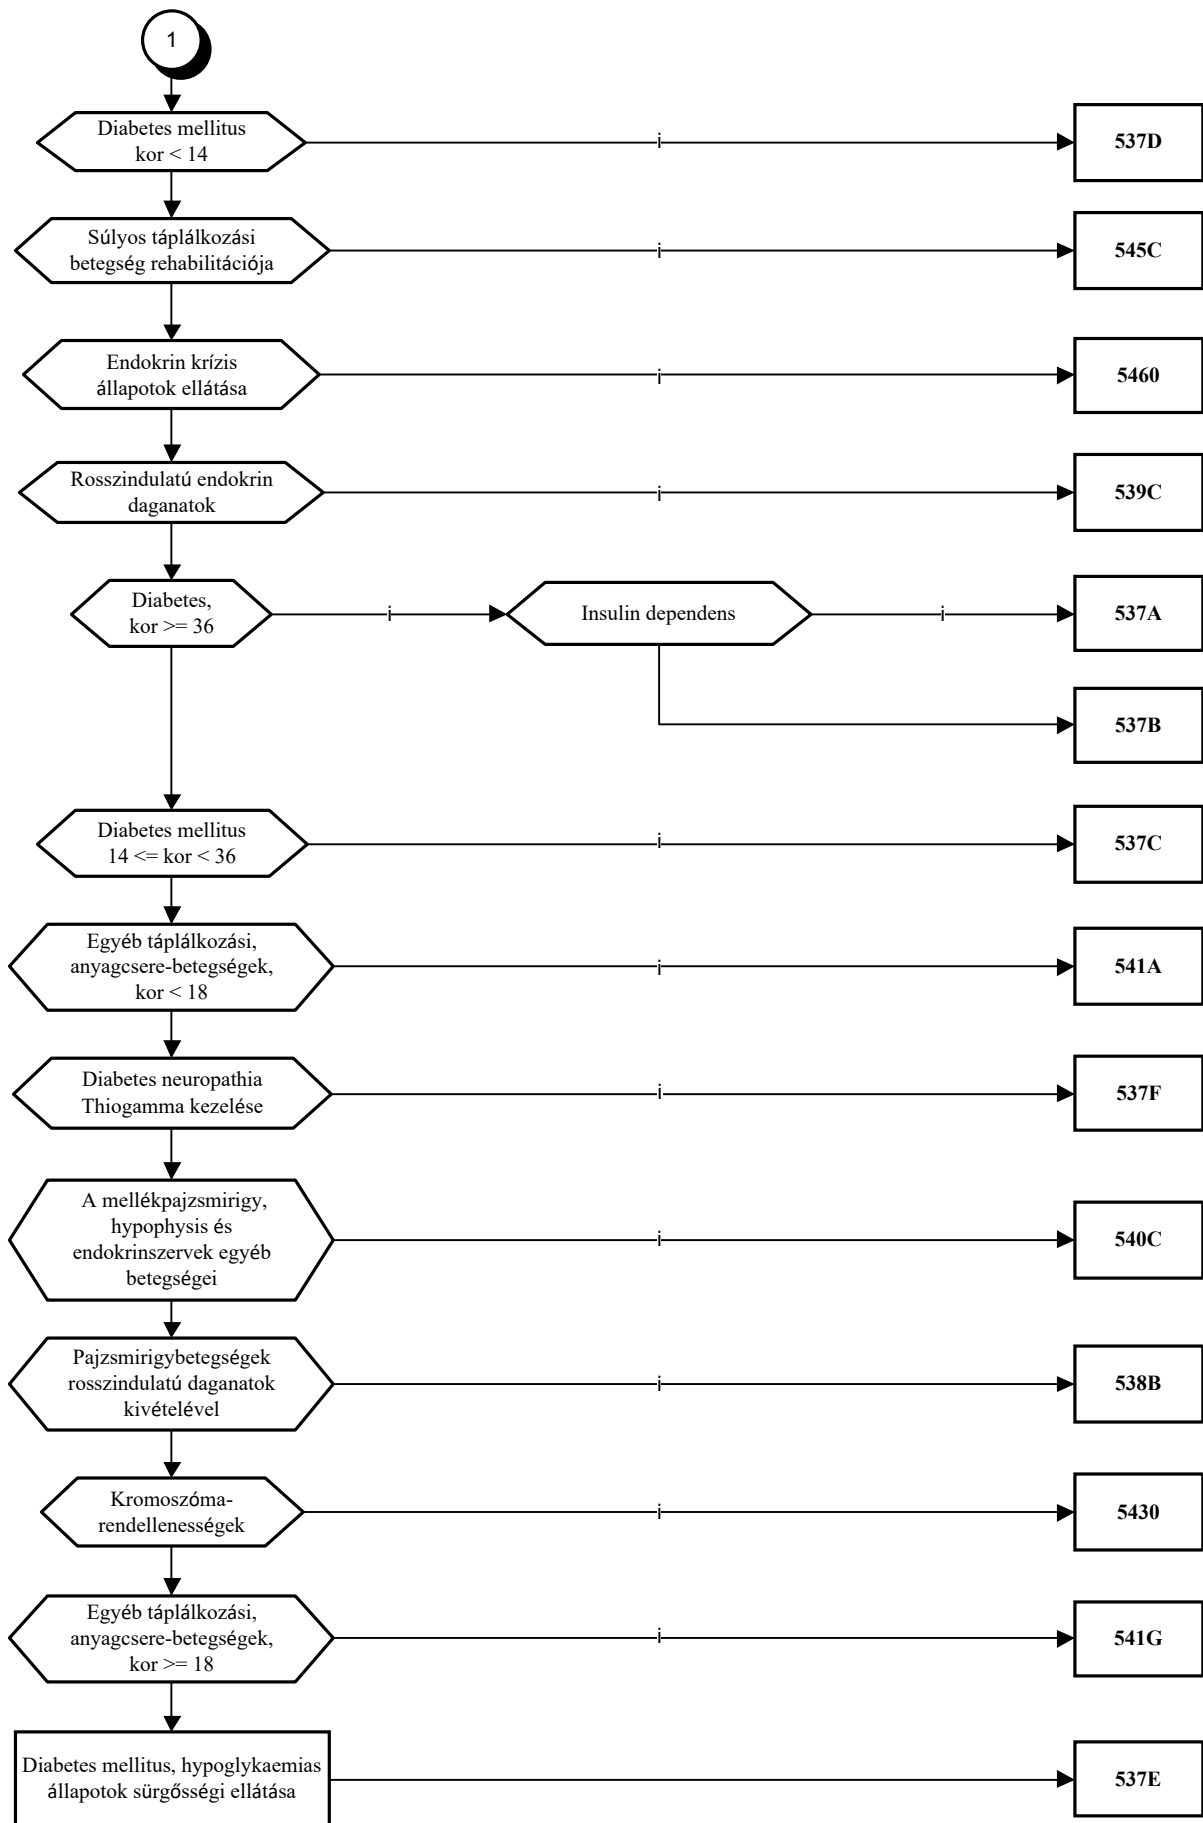 1
Diabetes mellitus
kor < 14
i
537D
Súlyos táplálkozási
betegség rehabilitációja
i
545C
Endokrin krízis
állapotok ellátása
i
5460
Rosszindulatú endokrin
daganatok
i
539C
Diabetes,
kor >= 36
i
Insulin dependens
i
537A
537B
Diabetes mellitus
14 <= kor < 36
i
537C
Egyéb táplálkozási,
anyagcsere-betegségek,
kor < 18
i
541A
Diabetes neuropathia
Thiogamma kezelése
i
537F
A mellékpajzsmirigy,
hypophysis és
endokrinszervek egyéb
betegségei
i
540C
Pajzsmirigybetegségek
rosszindulatú daganatok
kivételével
i
538B
Kromoszóma-
rendellenességek
i
5430
Egyéb táplálkozási,
anyagcsere-betegségek,
kor >= 18
i
541G
Diabetes mellitus, hypoglykaemias
állapotok sürgősségi ellátása
537E